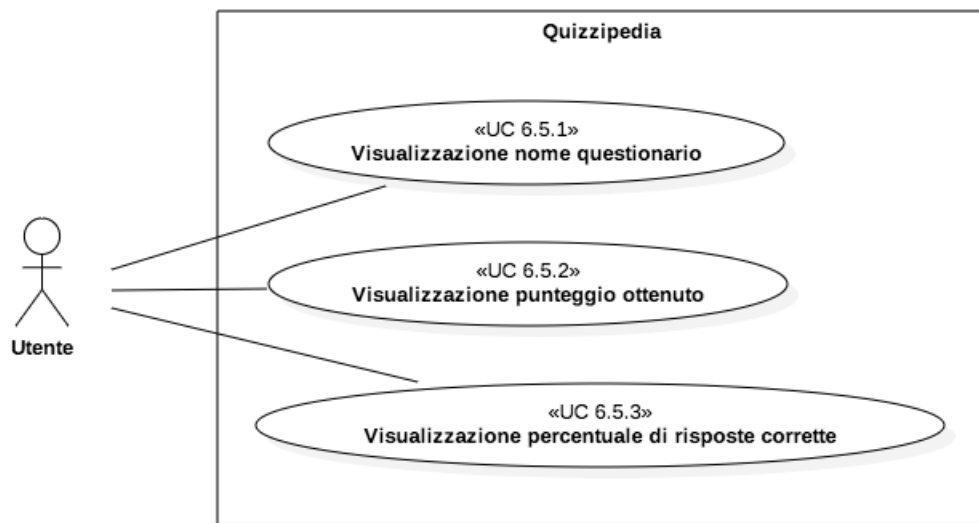 Quizzipedia
«UC 6.5.1»
Visualizzazione nome questionario
«UC 6.5.2»
Visualizzazione punteggio ottenuto
Utente
«UC 6.5.3»
Visualizzazione percentuale di risposte corrette